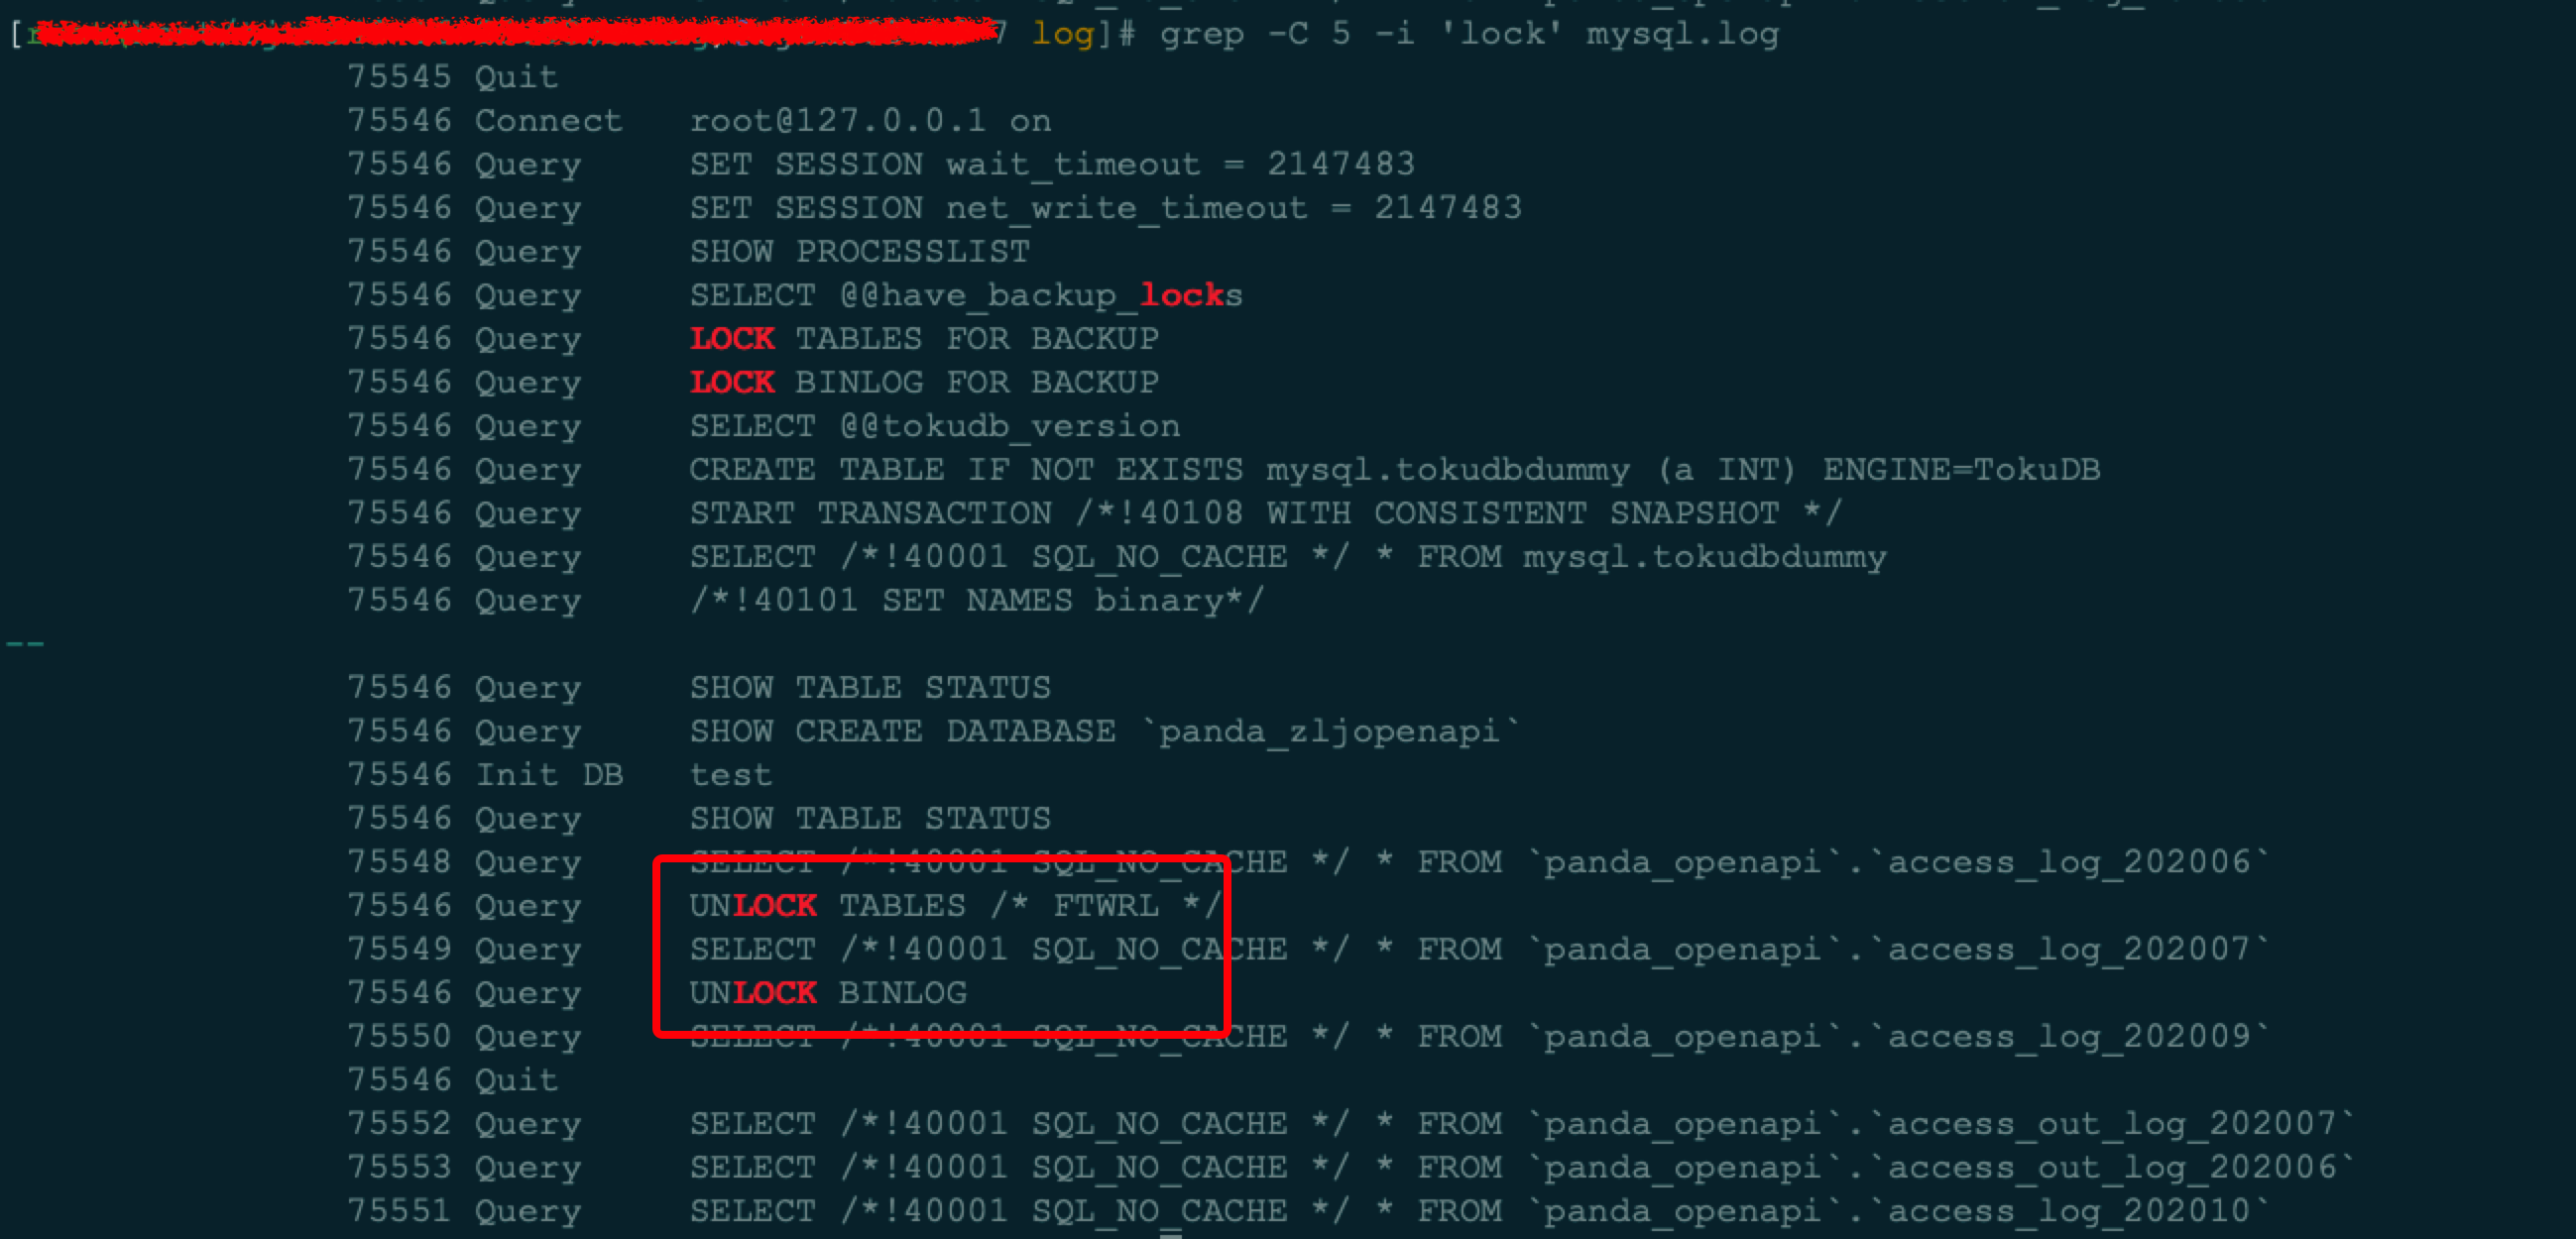 7 log]# grep -C 5 -i 'lock' mysql.log
75545 Quit
75546 Connect root@127.0.0.1 on
75546 Query SET SESSION wait_timeout = 2147483
75546 Query SET SESSION net_write_timeout = 2147483
75546 Query SHOW PROCESSLIST
75546 Query SELECT @@have_backup_locks
75546 Query LOCK TABLES FOR BACKUP
75546 Query LOCK BINLOG FOR BACKUP
75546 Query SELECT @@tokudb_version
75546 Query CREATE TABLE IF NOT EXISTS mysql.tokudbdummy (a INT) ENGINE=TokuDB
75546 Query START TRANSACTION /*!40108 WITH CONSISTENT SNAPSHOT */
75546 Query SELECT /*!40001 SQL_NO_CACHE */ * FROM mysql.tokudbdummy
75546 Query /*!40101 SET NAMES binary*/
--
75546 Query SHOW TABLE STATUS
75546 Query SHOW CREATE DATABASE `panda_zljopenapi`
75546 Init DB test
75546 Query SHOW TABLE STATUS
75548 Query SELECT /*!40001 SQL_NO_CACHE */ * FROM `panda_openapi`.`access_log_202006`
75546 Query UNLOCK TABLES /* FTWRL */
75549 Query SELECT /*!40001 SQL_NO_CACHE */ * FROM `panda_openapi`.`access_log_202007`
75546 Query UNLOCK BINLOG
75550 Query SELECT /*!40001 SQL_NO_CACHE */ * FROM `panda_openapi`.`access_log_202009`
75546 Quit
75552 Query SELECT /*!40001 SQL_NO_CACHE */ * FROM `panda_openapi`.`access_out_log_202007`
75553 Query SELECT /*!40001 SQL_NO_CACHE */ * FROM `panda_openapi`.`access_out_log_202006`
75551 Query SELECT /*!40001 SQL_NO_CACHE */ * FROM `panda_openapi`.`access_log_202010`